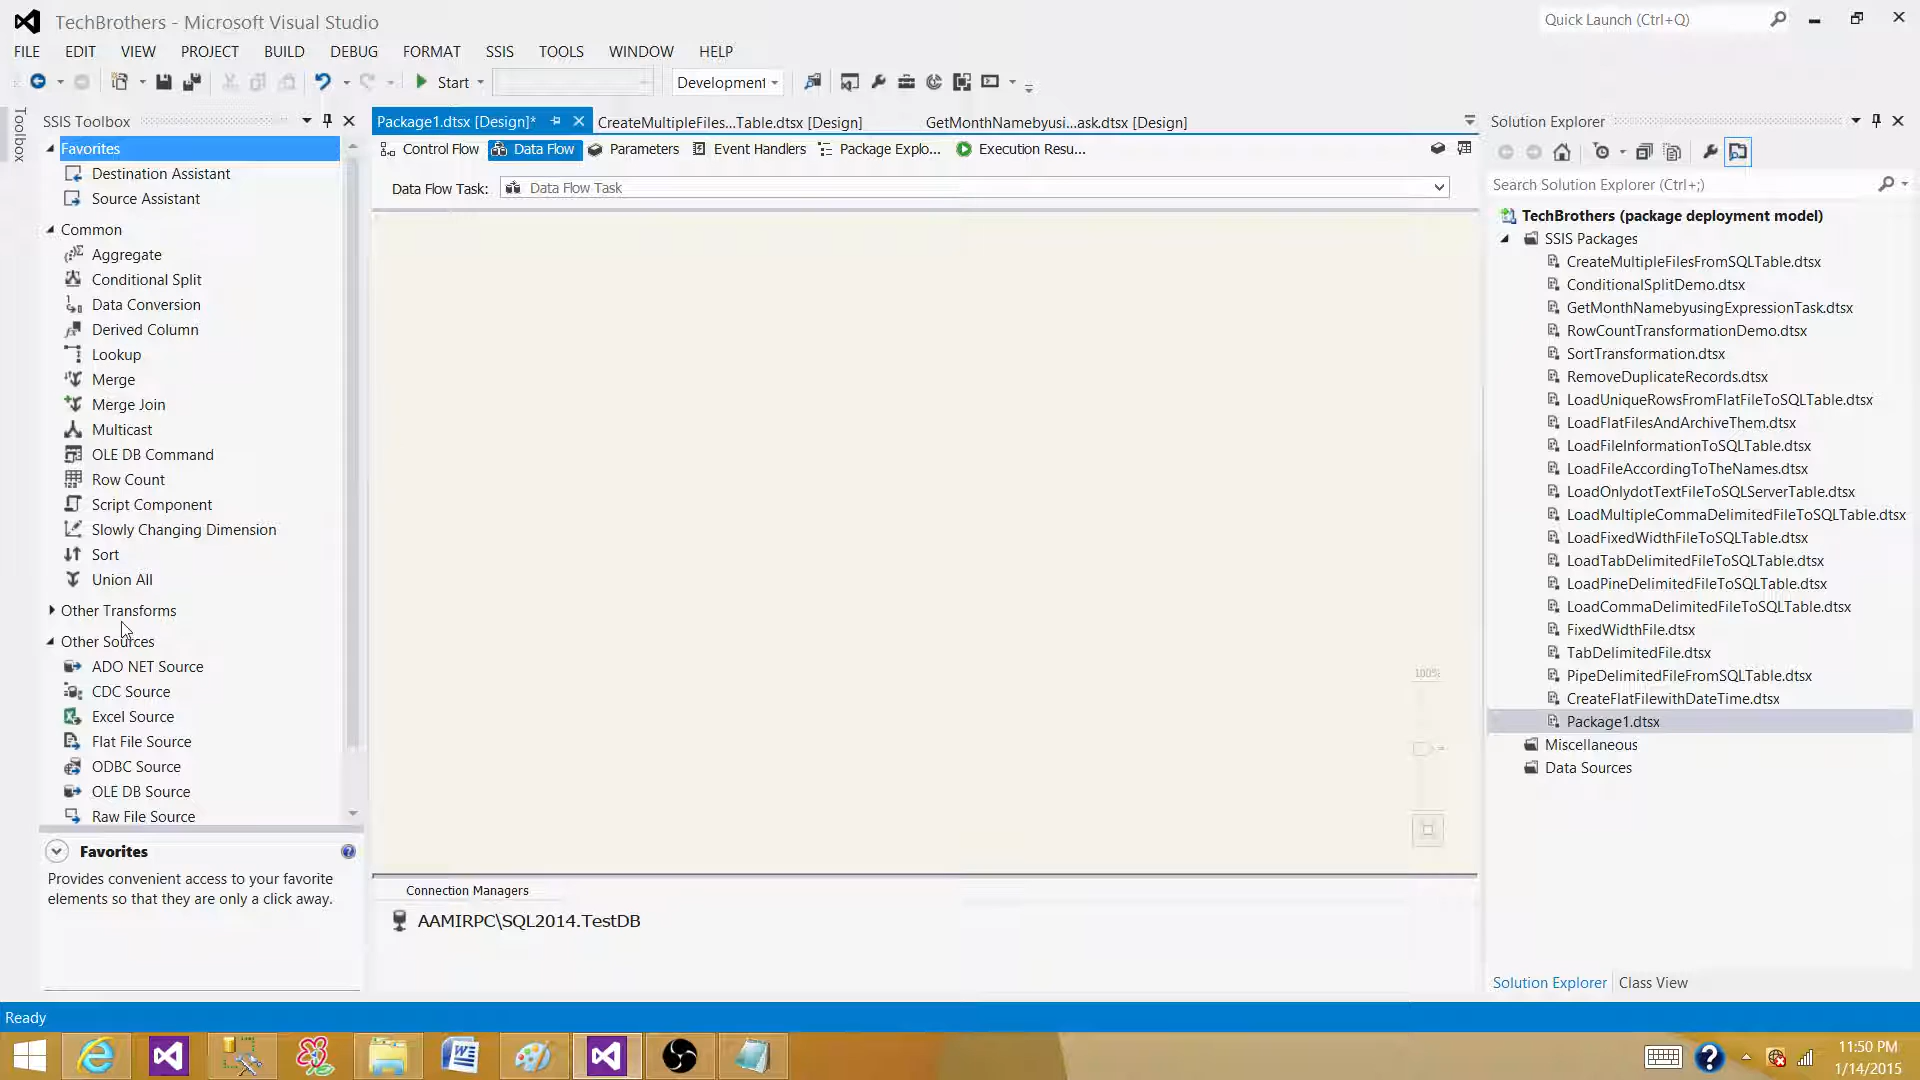 TechBrothers - Microsoft Visual Studio
Quick Launch (Ctrl+Q)
FILE EDIT VIEW PROJECT BUILD DEBUG FORMAT SSIS TOOLS WINDOW HELP
Start Development
Toolbox
SSIS Toolbox
Favorites
Destination Assistant
Source Assistant
Common
Aggregate
Conditional Split
Data Conversion
Derived Column
Lookup
Merge
Merge Join
Multicast
OLE DB Command
Row Count
Script Component
Slowly Changing Dimension
Sort
Union All
Other Transforms
Other Sources
ADO NET Source
CDC Source
Excel Source
Flat File Source
ODBC Source
OLE DB Source
Raw File Source
Favorites
Provides convenient access to your favorite
elements so that they are only a click away.
Package1.dtsx [Design]* CreateMultipleFiles...Table.dtsx [Design] GetMonthNamebyusi...ask.dtsx [Design]
Control Flow Data Flow Parameters Event Handlers Package Explo... Execution Resu...
Data Flow Task: Data Flow Task
100%
Connection Managers
AAMIRPC\SQL2014.TestDB
Solution Explorer
Search Solution Explorer (Ctrl+;)
TechBrothers (package deployment model)
SSIS Packages
CreateMultipleFilesFromSQLTable.dtsx
ConditionalSplitDemo.dtsx
GetMonthNamebyusingExpressionTask.dtsx
RowCountTransformationDemo.dtsx
SortTransformation.dtsx
RemoveDuplicateRecords.dtsx
LoadUniqueRowsFromFlatFileToSQLTable.dtsx
LoadFlatFilesAndArchiveThem.dtsx
LoadFileInformationToSQLTable.dtsx
LoadFileAccordingToTheNames.dtsx
LoadOnlydotTextFileToSQLServerTable.dtsx
LoadMultipleCommaDelimitedFileToSQLTable.dtsx
LoadFixedWidthFileToSQLTable.dtsx
LoadTabDelimitedFileToSQLTable.dtsx
LoadPineDelimitedFileToSQLTable.dtsx
LoadCommaDelimitedFileToSQLTable.dtsx
FixedWidthFile.dtsx
TabDelimitedFile.dtsx
PipeDelimitedFileFromSQLTable.dtsx
CreateFlatFilewithDateTime.dtsx
Package1.dtsx
Miscellaneous
Data Sources
Solution Explorer Class View
Ready
11:50 PM
1/14/2015